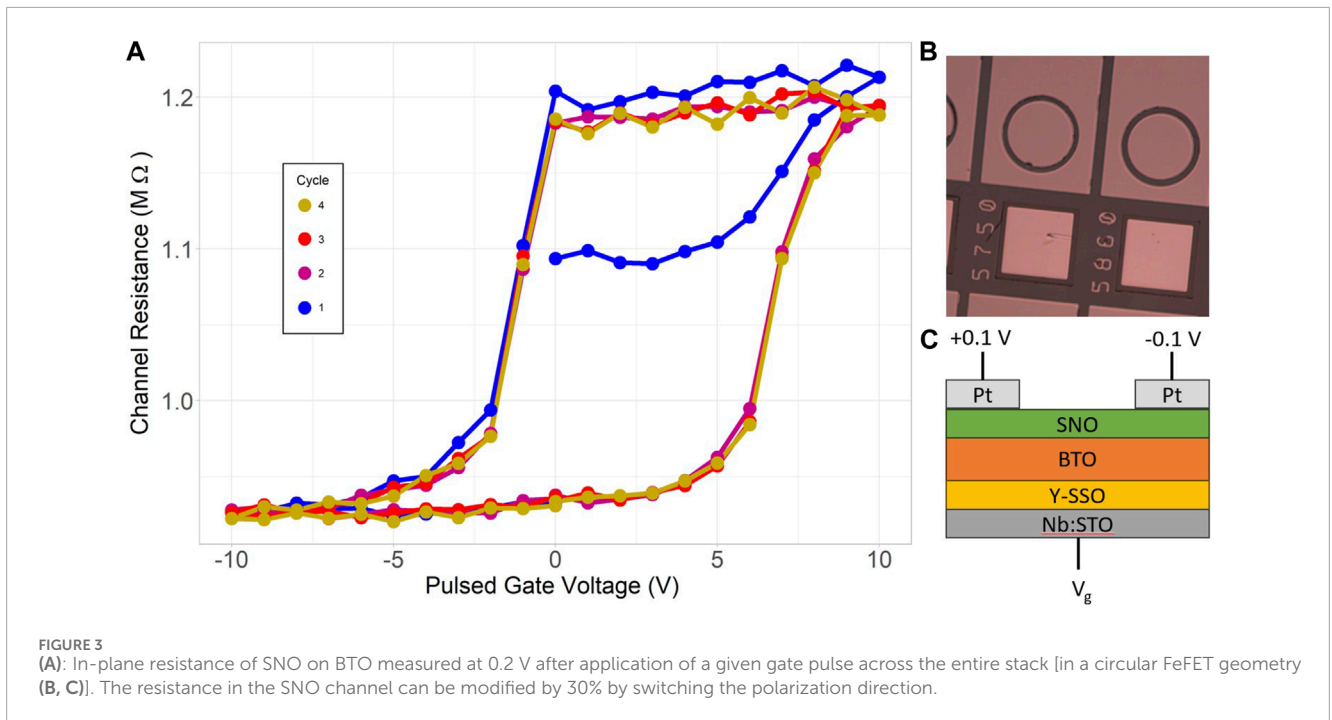 A
Channel Resistance (M Ω)
1.2
1.1
1.0
Cycle
4
3
2
1
-10
-5
0
5
10
Pulsed Gate Voltage (V)
B
5750
5800
C
+0.1 V
-0.1 V
Pt
Pt
SNO
BTO
Y-SSO
Nb:STO
Vg
FIGURE 3
(A): In-plane resistance of SNO on BTO measured at 0.2 V after application of a given gate pulse across the entire stack [in a circular FeFET geometry
(B, C)]. The resistance in the SNO channel can be modified by 30% by switching the polarization direction.